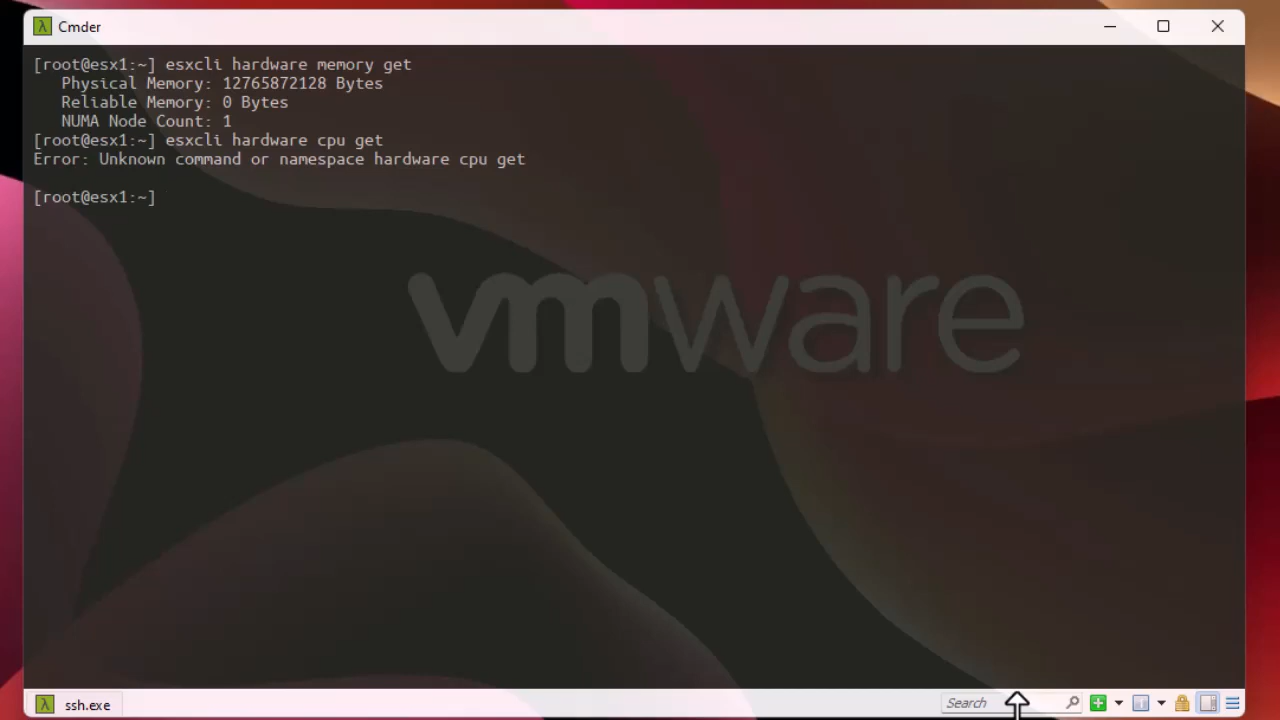 Cmder
[root@esx1:~] esxcli hardware memory get
Physical Memory: 12765872128 Bytes
Reliable Memory: 0 Bytes
NUMA Node Count: 1
[root@esx1:~] esxcli hardware cpu get
Error: Unknown command or namespace hardware cpu get
[root@esx1:~]
vmware
ssh.exe
Search